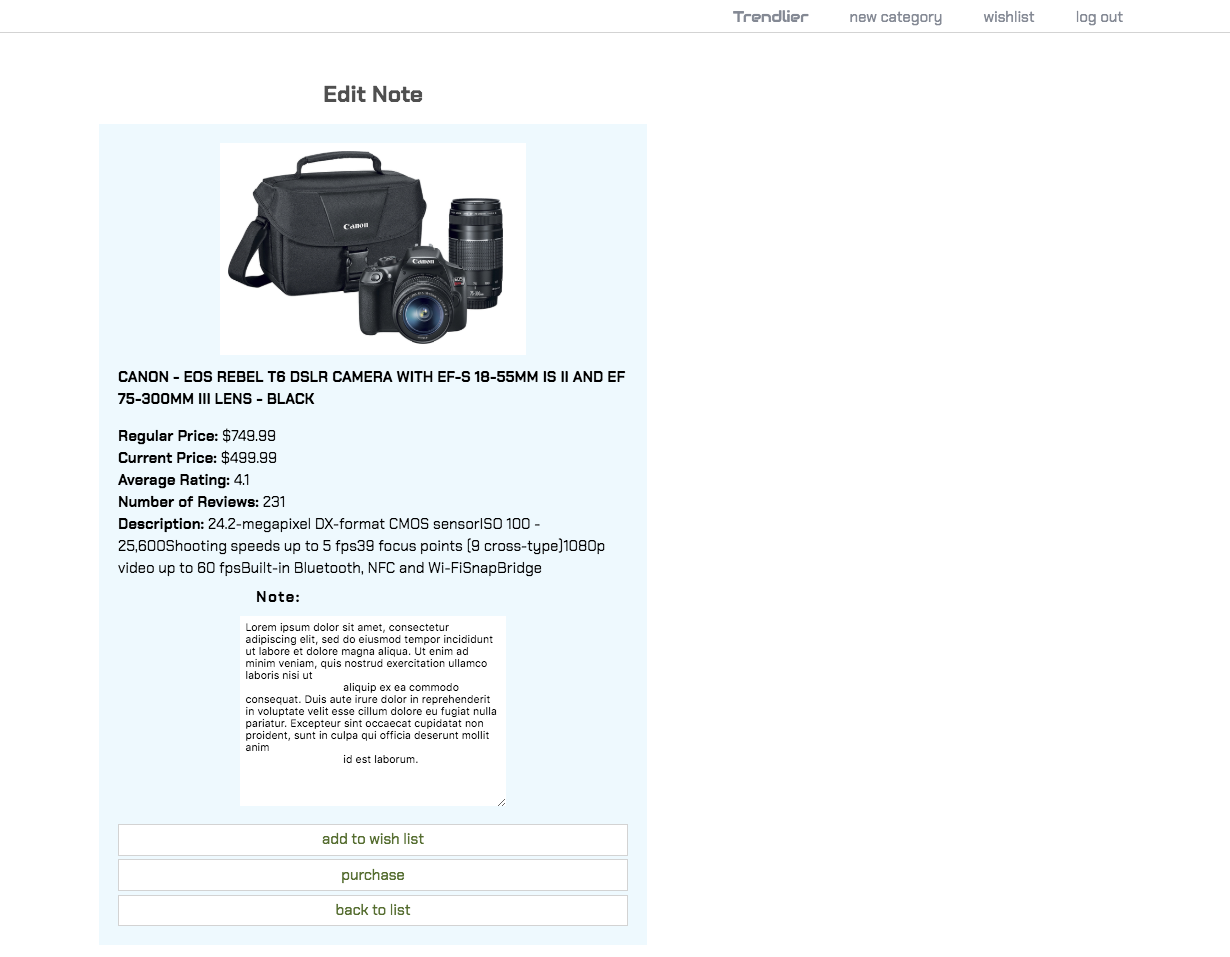 Trendlier new category wishlist log out
Edit Note
Canon
Canon
CANON - EOS REBEL T6 DSLR CAMERA WITH EF-S 18-55MM IS II AND EF
75-300MM III LENS - BLACK
Regular Price: $749.99
Current Price: $499.99
Average Rating: 4.1
Number of Reviews: 231
Description: 24.2-megapixel DX-format CMOS sensorISO 100 -
25,600Shooting speeds up to 5 fps39 focus points (9 cross-type)1080p
video up to 60 fpsBuilt-in Bluetooth, NFC and Wi-FiSnapBridge
Note:
Lorem ipsum dolor sit amet, consectetur
adipiscing elit, sed do eiusmod tempor incididunt
ut labore et dolore magna aliqua. Ut enim ad
minim veniam, quis nostrud exercitation ullamco
laboris nisi ut
aliquip ex ea commodo
consequat. Duis aute irure dolor in reprehenderit
in voluptate velit esse cillum dolore eu fugiat nulla
pariatur. Excepteur sint occaecat cupidatat non
proident, sunt in culpa qui officia deserunt mollit
anim
id est laborum.
add to wish list
purchase
back to list